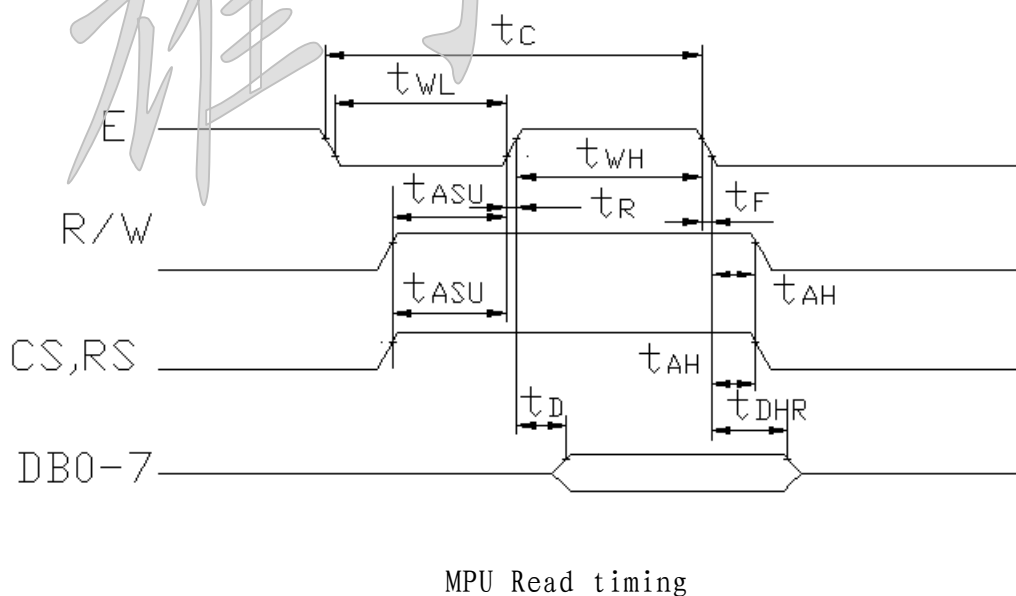 tC
tWL
E
tWH
tASU
tR
tF
R/W
tASU
tAH
CS,RS
tAH
tD
tDHR
DB0-7
MPU Read timing